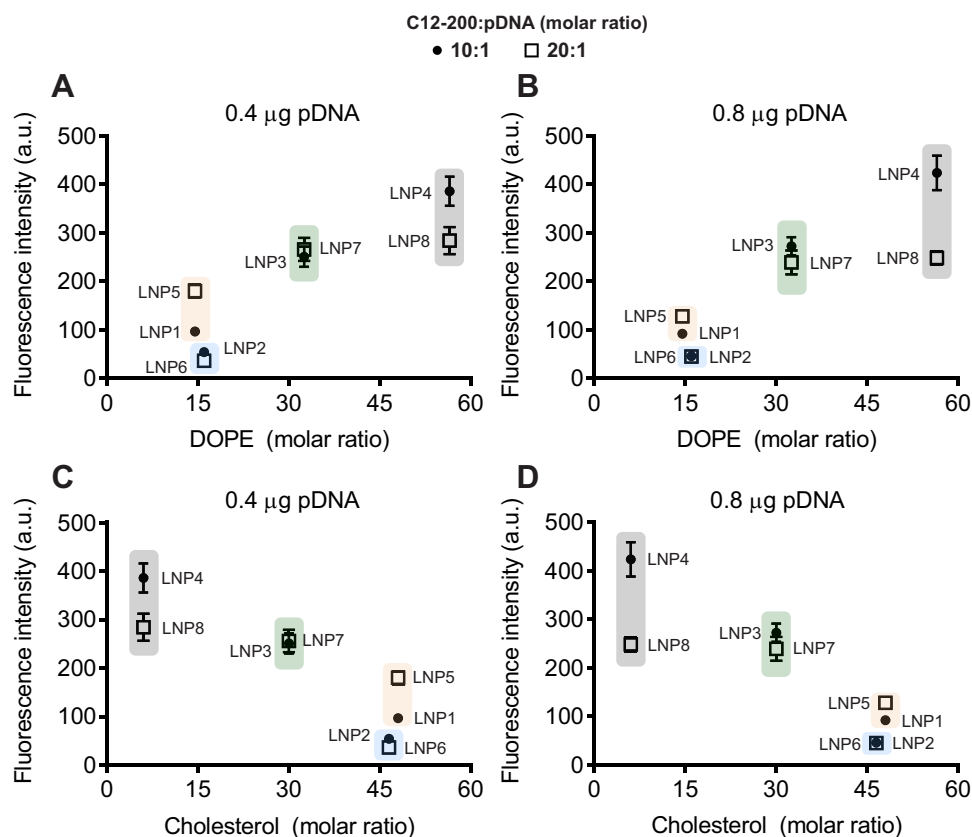 C12-200:pDNA (molar ratio)
10:1 20:1
A
0.4 μg pDNA
Fluorescence intensity (a.u.)
500
400
300
200
100
0
LNP4
LNP8
LNP7
LNP3
LNP5
LNP1
LNP2
LNP6
0 15 30 45 60
DOPE (molar ratio)
B
0.8 μg pDNA
Fluorescence intensity (a.u.)
500
400
300
200
100
0
LNP4
LNP3
LNP8
LNP7
LNP5
LNP1
LNP6 LNP2
0 15 30 45 60
DOPE (molar ratio)
C
0.4 μg pDNA
Fluorescence intensity (a.u.)
500
400
300
200
100
0
LNP4
LNP8
LNP7
LNP3
LNP5
LNP1
LNP2
LNP6
0 15 30 45 60
Cholesterol (molar ratio)
D
0.8 μg pDNA
Fluorescence intensity (a.u.)
500
400
300
200
100
0
LNP4
LNP3
LNP8
LNP7
LNP5
LNP1
LNP6 LNP2
0 15 30 45 60
Cholesterol (molar ratio)